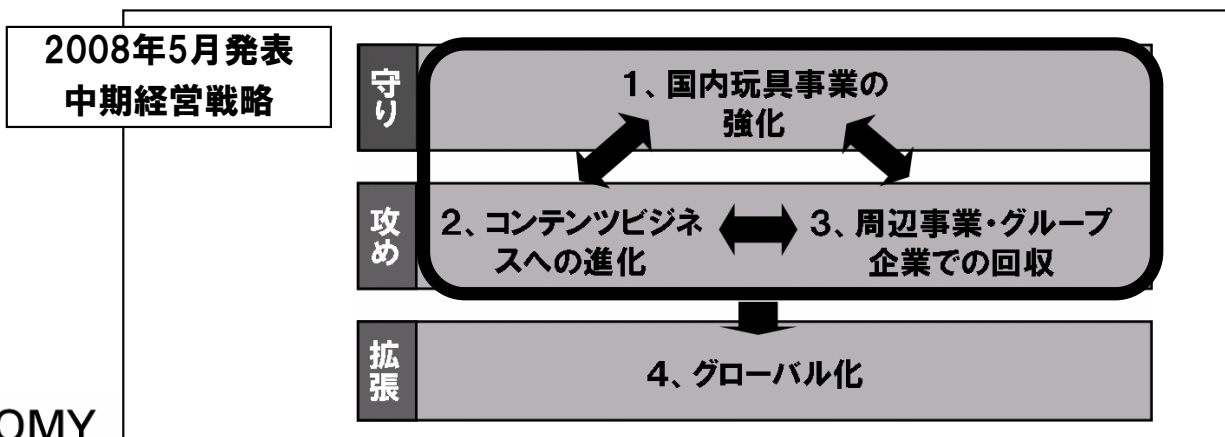 2008年5月発表
中期経営戦略
守り
1、国内玩具事業の
強化
攻め
2、コンテンツビジネ
スへの進化
3、周辺事業・グループ
企業での回収
拡張
4、グローバル化
OMY